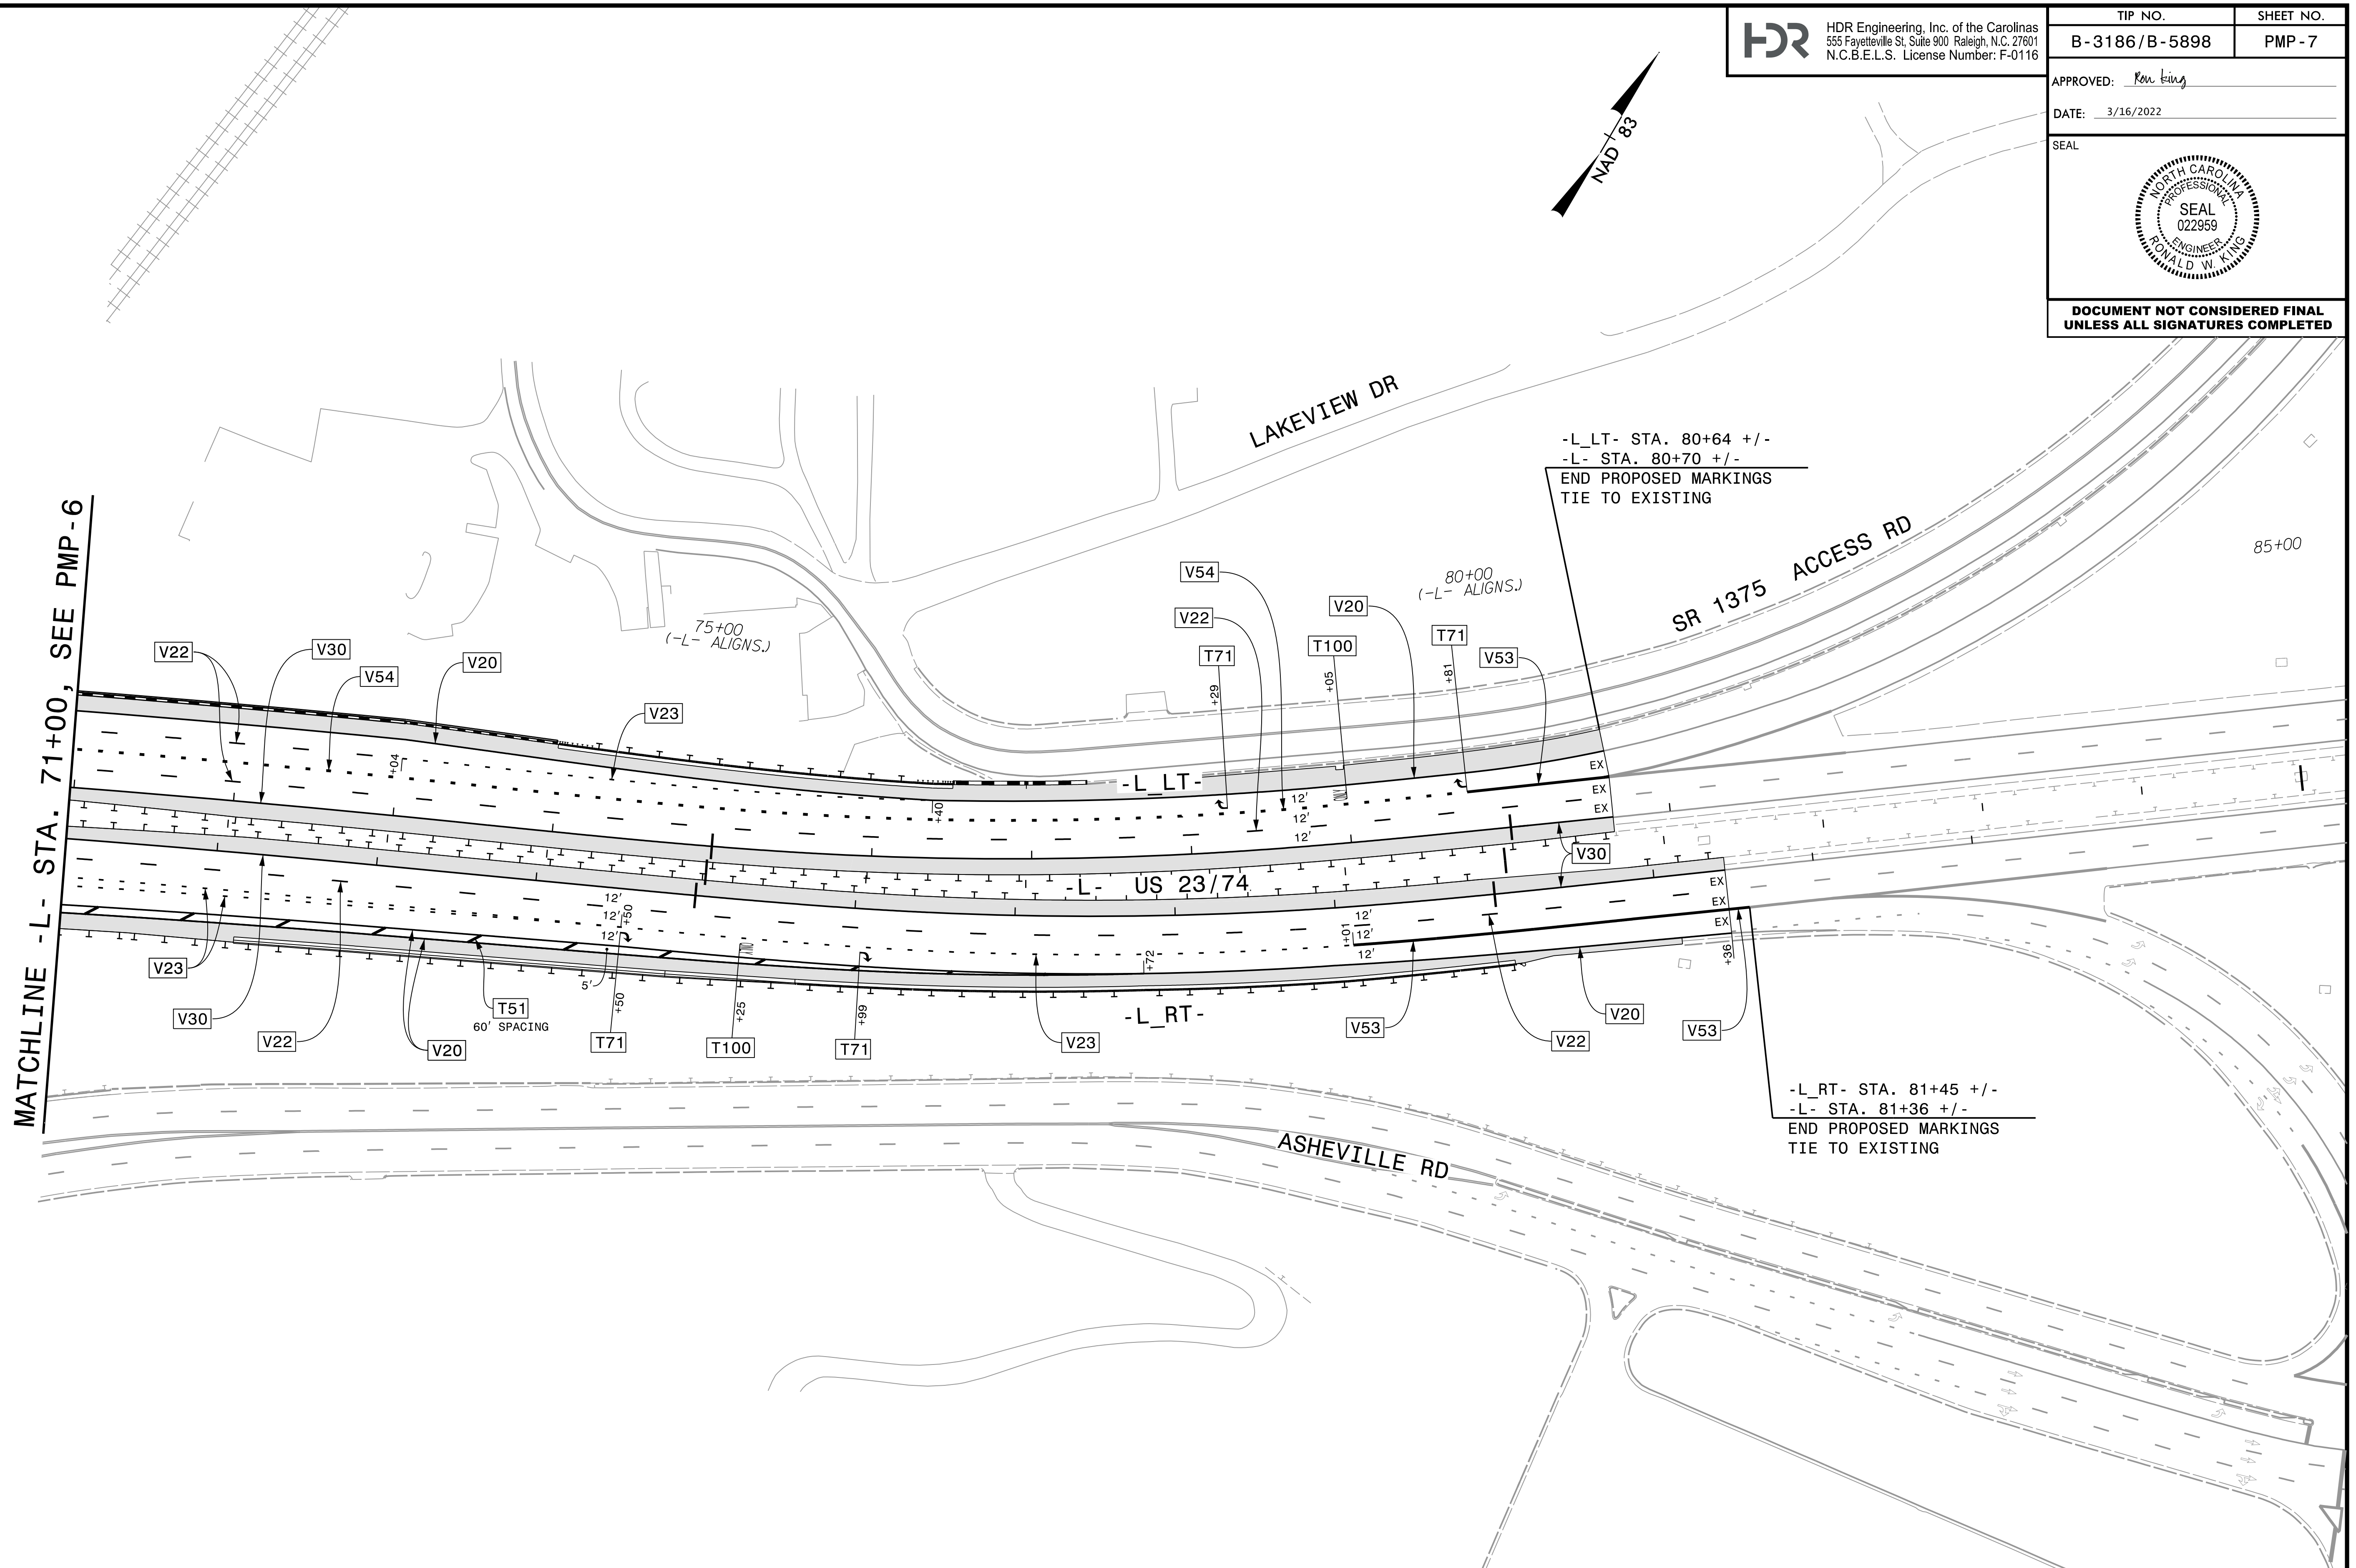 HDR
HDR Engineering, Inc. of the Carolinas
555 Fayetteville St, Suite 900 Raleigh, N.C. 27601
N.C.B.E.L.S. License Number: F-0116
TIP NO.
SHEET NO.
B-3186/B-5898
PMP-7
APPROVED: Ron King
DATE: 3/16/2022
SEAL
NORTH CAROLINA
PROFESSIONAL
SEAL
022959
ENGINEER
RONALD W. KING
DOCUMENT NOT CONSIDERED FINAL
UNLESS ALL SIGNATURES COMPLETED
NAD 83
LAKEVIEW DR
-L_LT- STA. 80+64 +/-
-L- STA. 80+70 +/-
END PROPOSED MARKINGS
TIE TO EXISTING
SR 1375 ACCESS RD
85+00
80+00
(-L- ALIGNS.)
75+00
(-L- ALIGNS.)
MATCHLINE -L- STA. 71+00, SEE PMP-6
V22
V30
V54
V20
V23
V54
V22
T71
V20
T100
T71
V53
+04
+40
+29
+05
+81
-L_LT-
12'
12'
12'
EX
EX
EX
V30
-L- US 23/74
12'
12'
12'
+50
5'
+50
+25
+99
+72
+01
12'
12'
12'
EX
EX
EX
+36
V23
V30
V22
V20
T51
60' SPACING
T71
T100
T71
V23
-L_RT-
V53
V22
V20
V53
-L_RT- STA. 81+45 +/-
-L- STA. 81+36 +/-
END PROPOSED MARKINGS
TIE TO EXISTING
ASHEVILLE RD